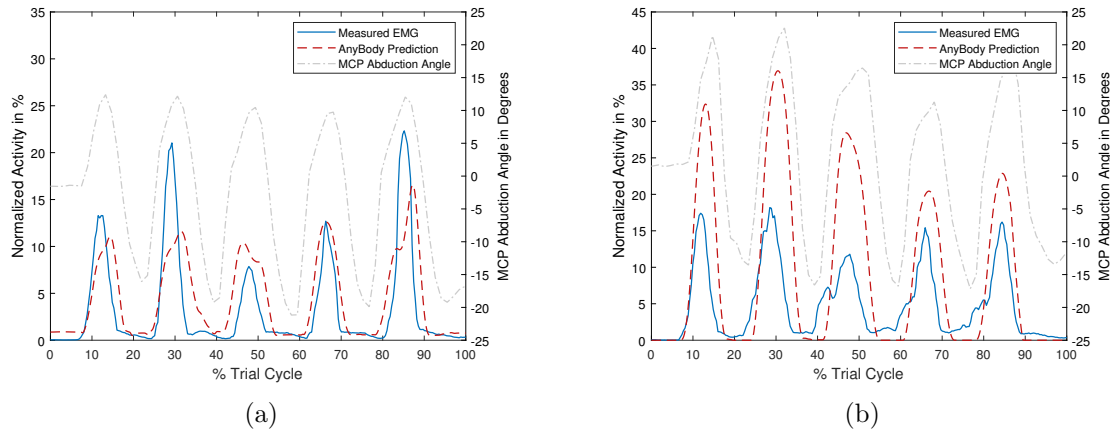 Normalized Activity in %
35
30
25
20
15
10
5
0
0 10 20 30 40 50 60 70 80 90 100
% Trial Cycle
25
20
15
10
5
0
-5
-10
-15
-20
-25
MCP Abduction Angle in Degrees
Measured EMG
AnyBody Prediction
MCP Abduction Angle
(a)
Normalized Activity in %
45
40
35
30
25
20
15
10
5
0
0 10 20 30 40 50 60 70 80 90 100
% Trial Cycle
25
20
15
10
5
0
-5
-10
-15
-20
-25
MCP Abduction Angle in Degrees
Measured EMG
AnyBody Prediction
MCP Abduction Angle
(b)